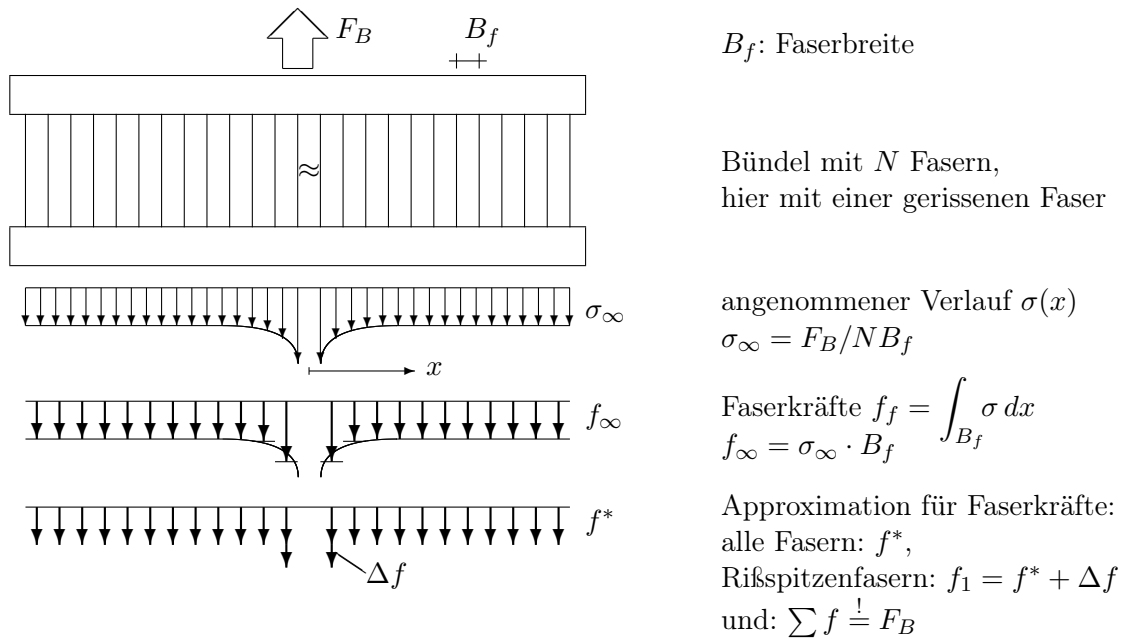 F_B B_f
B_f: Faserbreite
≈
Bündel mit N Fasern,
hier mit einer gerissenen Faser
σ_∞
x
angenommener Verlauf σ(x)
σ_∞ = F_B/NB_f
f_∞
Faserkräfte f_f = ∫_{B_f} σ dx
f_∞ = σ_∞ · B_f
f*
Δf
Approximation für Faserkräfte:
alle Fasern: f*,
Rißspitzenfasern: f_1 = f* + Δf
und: ∑ f =^! F_B